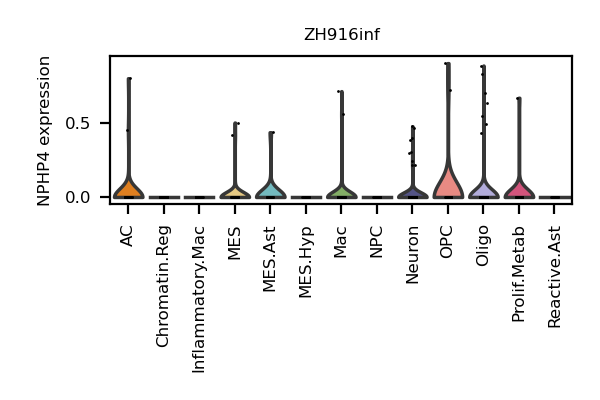 ZH916inf
NPHP4 expression
0.5
0.0
AC
Chromatin.Reg
Inflammatory.Mac
MES
MES.Ast
MES.Hyp
Mac
NPC
Neuron
OPC
Oligo
Prolif.Metab
Reactive.Ast